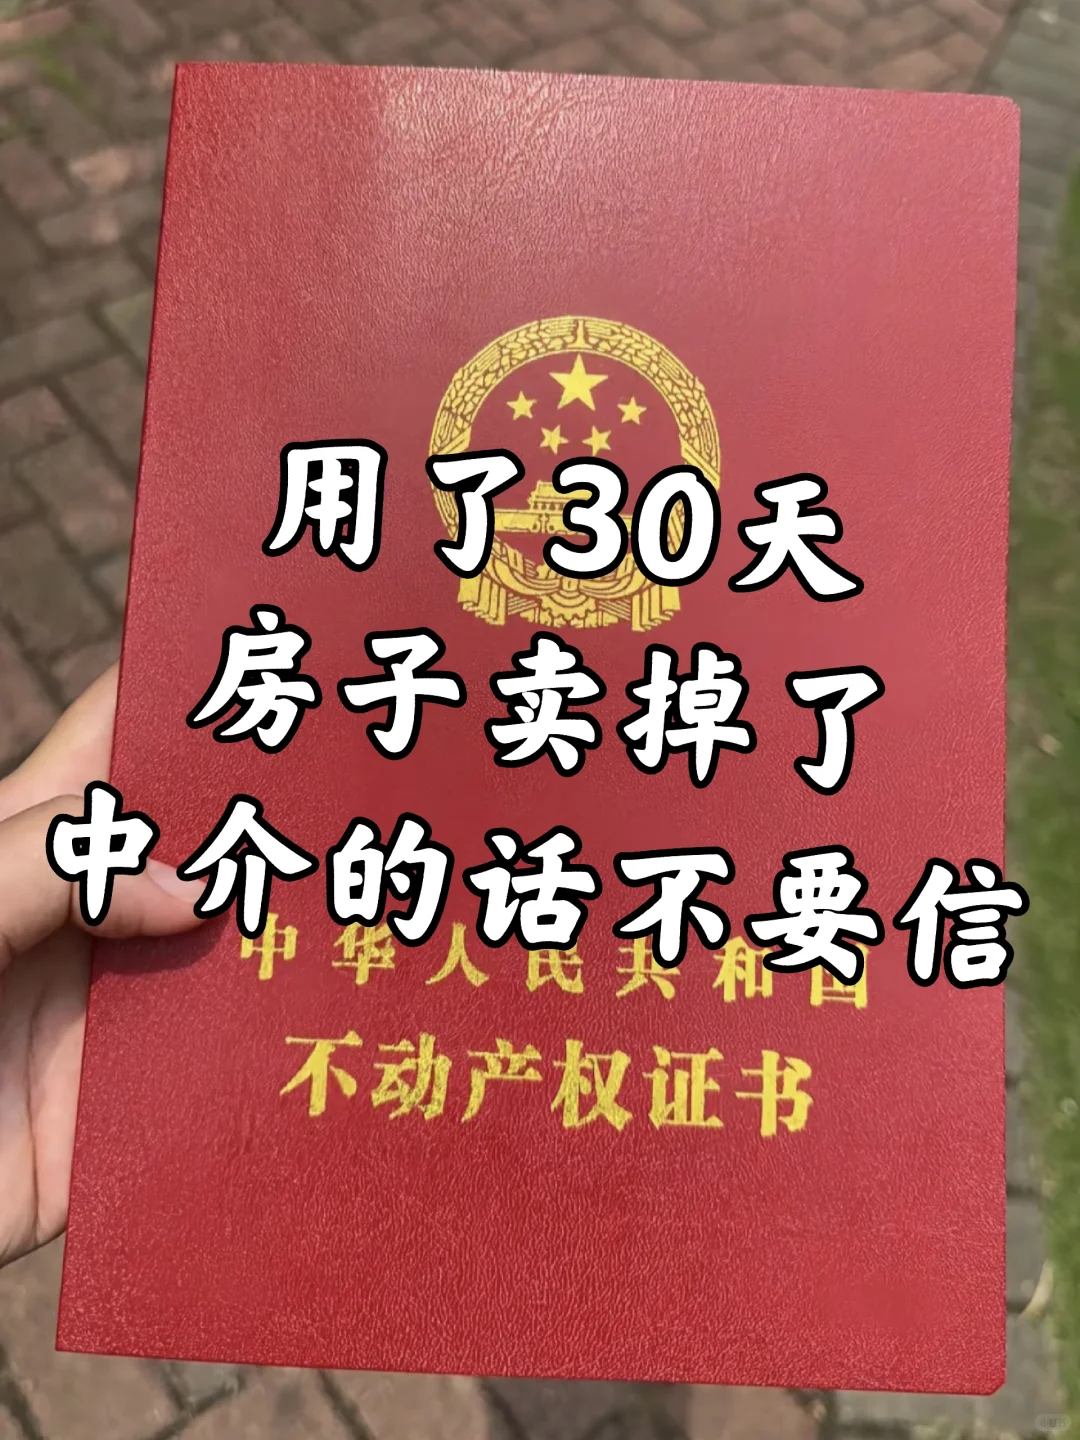 用了30天
房子卖掉了
中介的话不要信
中华人民共和国
不动产权证书